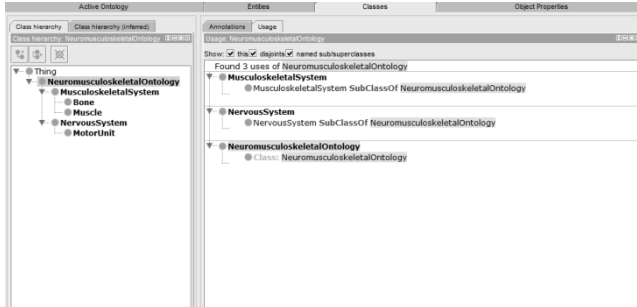 Active Ontology Entities Classes Object Properties
Class hierarchy Class hierarchy (inferred)
Class hierarchy: NeuromusculoskeletalOntology
Thing
NeuromusculoskeletalOntology
MusculoskeletalSystem
Bone
Muscle
NervousSystem
MotorUnit
Annotations Usage
Usage: NeuromusculoskeletalOntology
Show: this disjoints named sub/superclasses
Found 3 uses of NeuromusculoskeletalOntology
MusculoskeletalSystem
MusculoskeletalSystem SubClassOf NeuromusculoskeletalOntology
NervousSystem
NervousSystem SubClassOf NeuromusculoskeletalOntology
NeuromusculoskeletalOntology
Class: NeuromusculoskeletalOntology